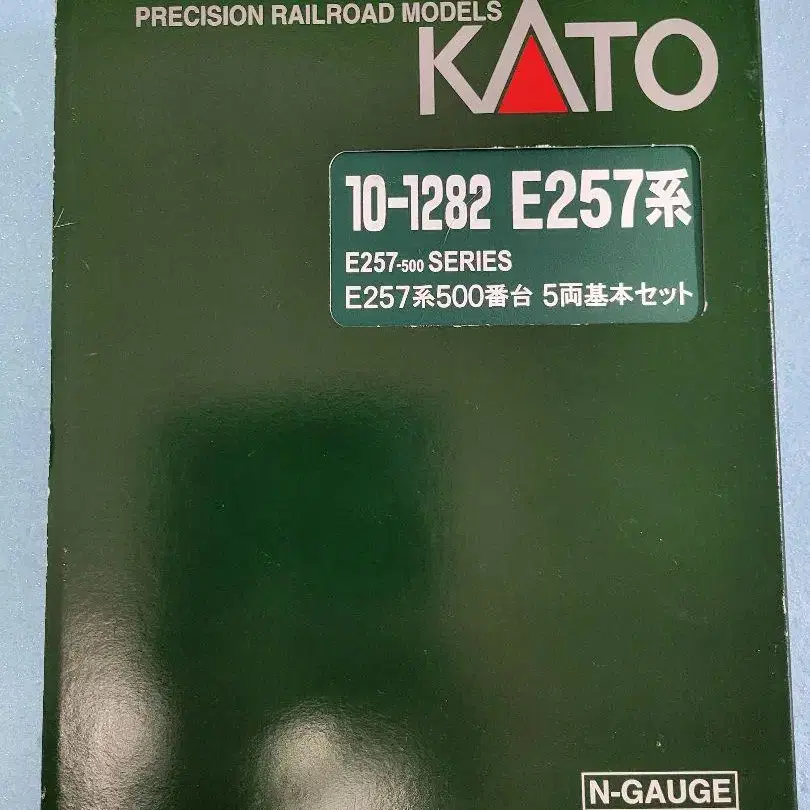 PRECISION RAILROAD MODELS
KATO
10-1282 E257系
E257-500 SERIES
E257系500番台 5両基本セット
N-GAUGE